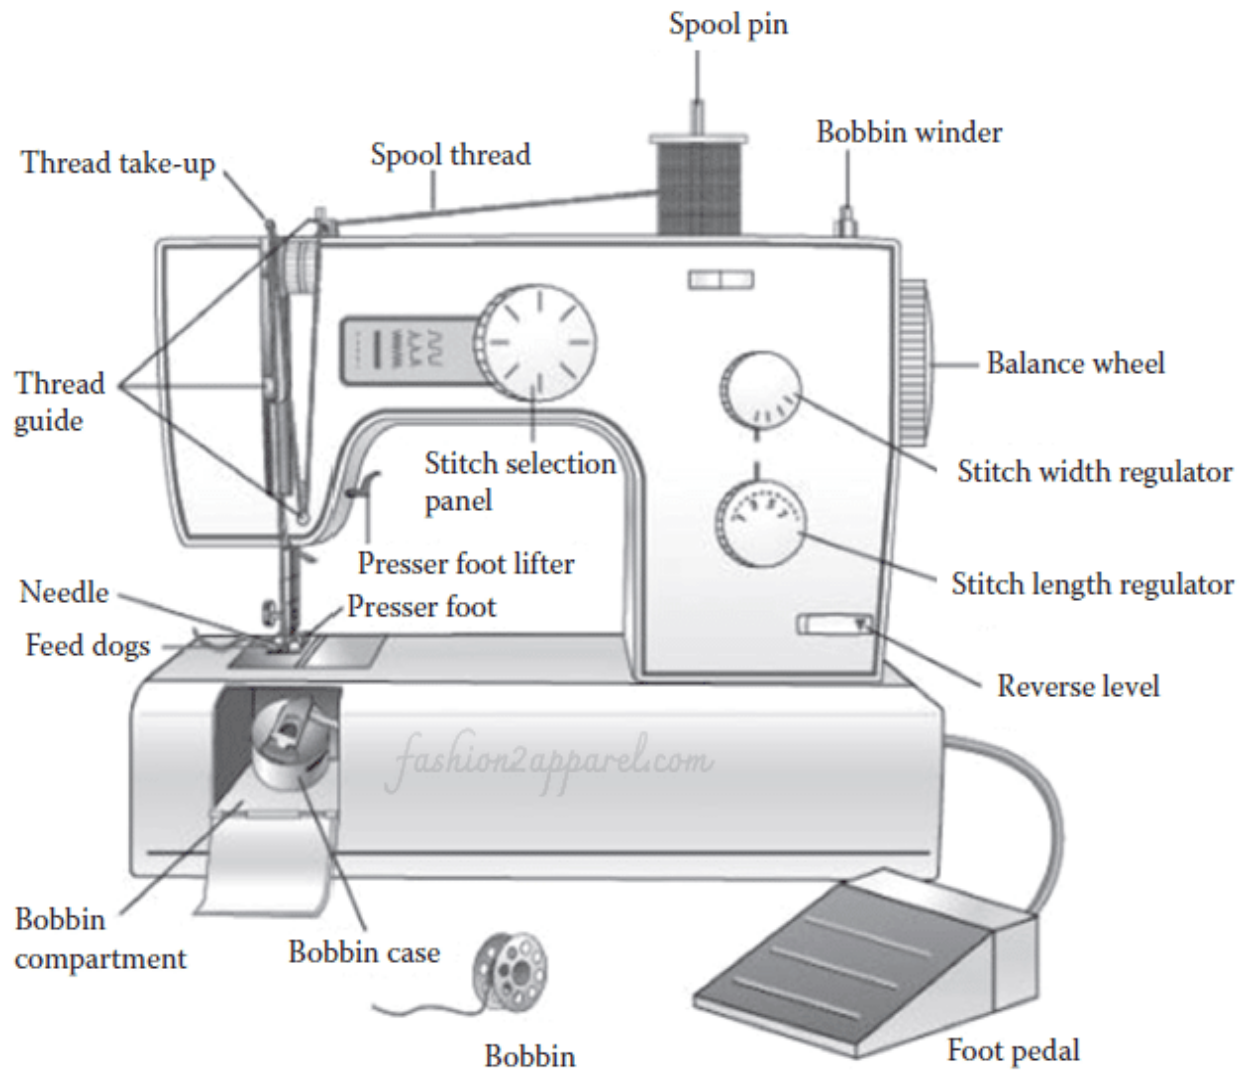 Spool pin
Bobbin winder
Spool thread
Thread take-up
Balance wheel
Thread
guide
Stitch selection
panel
Stitch width regulator
Presser foot lifter
Stitch length regulator
Needle
Presser foot
Feed dogs
Reverse level
fashion2apparel.com
Bobbin
compartment
Bobbin case
Bobbin
Foot pedal